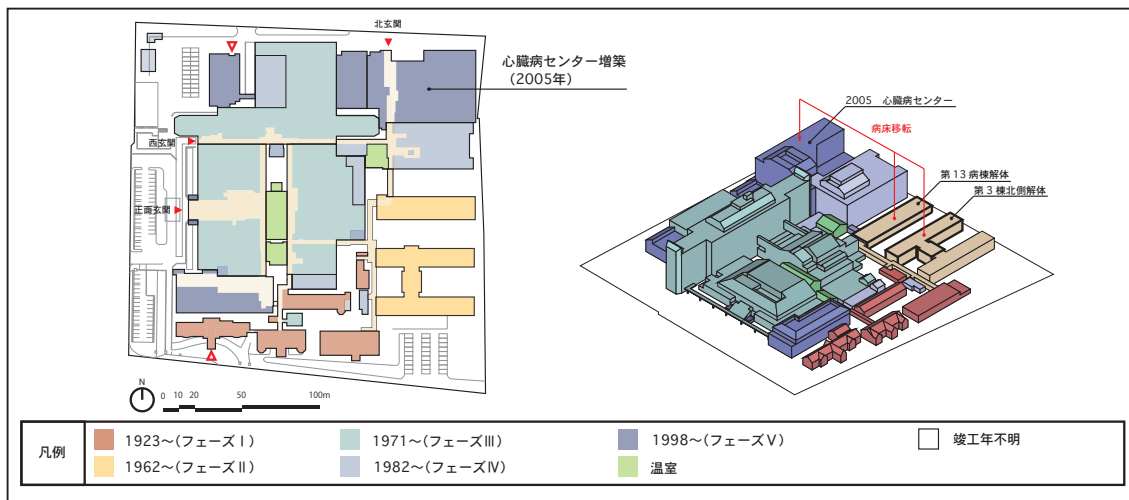 北玄関
心臓病センター増築
（2005年）
西玄関
正面玄関
N
0 10 20 50 100m
2005 心臓病センター
病床移転
第13病棟解体
第3棟北側解体
凡例
1923～(フェーズⅠ)
1971～(フェーズⅢ)
1998～(フェーズⅤ)
竣工年不明
1962～(フェーズⅡ)
1982～(フェーズⅣ)
温室